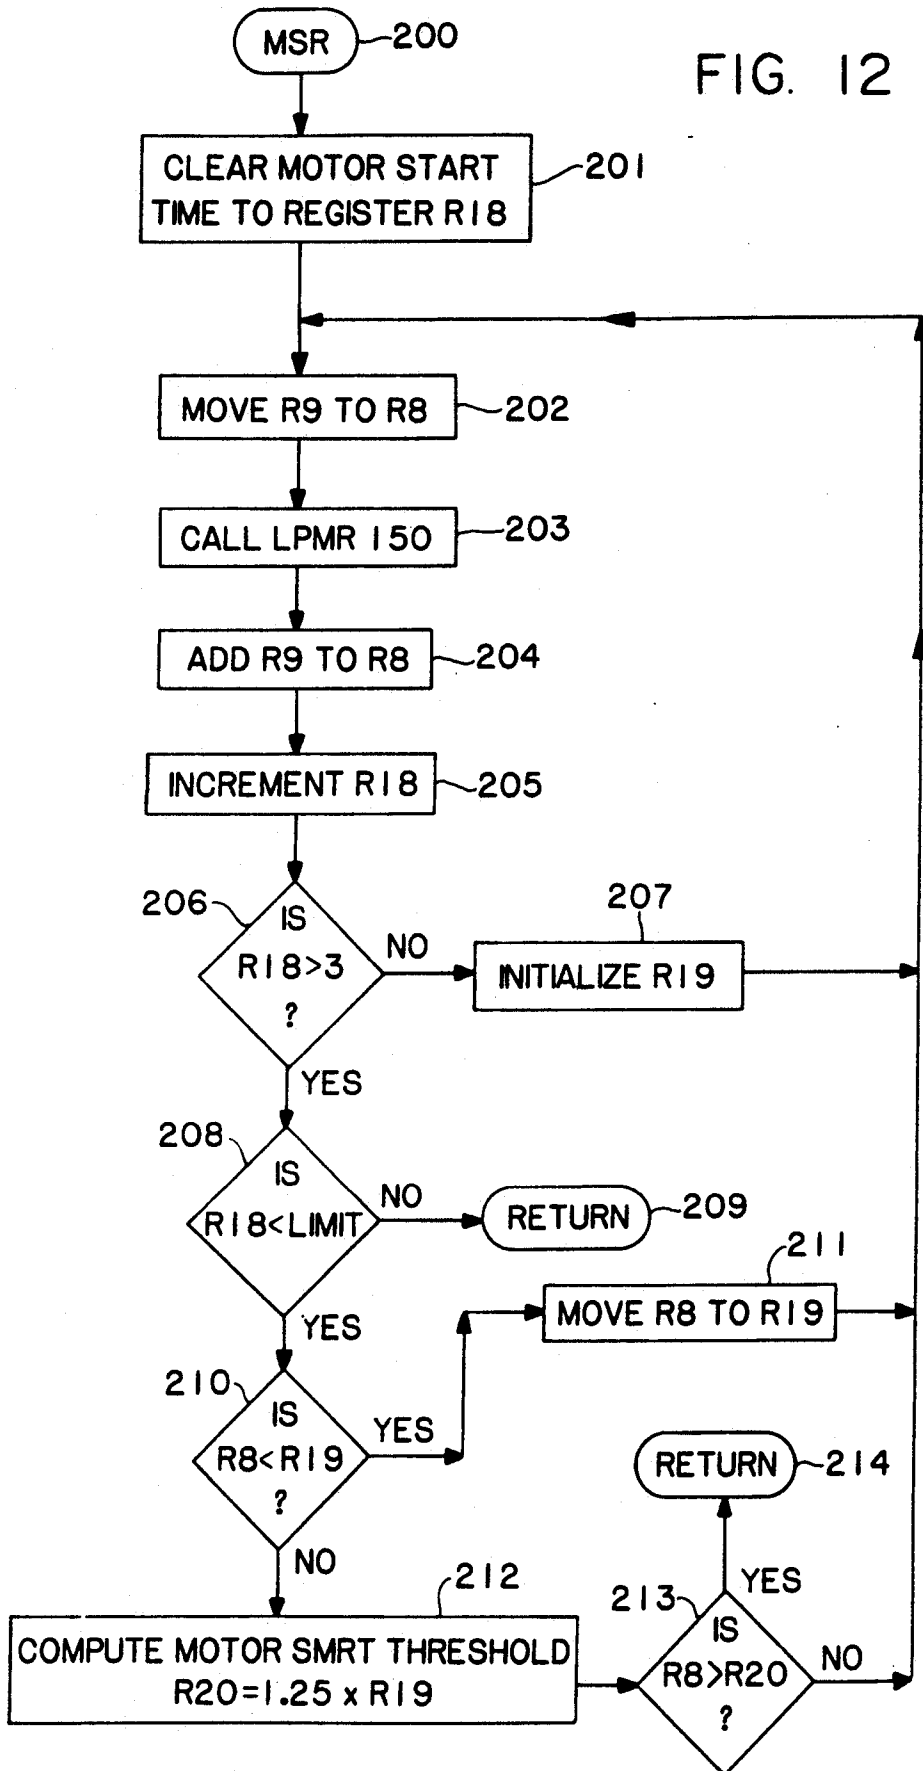 MSR
200
FIG. 12
CLEAR MOTOR START
TIME TO REGISTER R18
201
MOVE R9 TO R8
202
CALL LPMR 150
203
ADD R9 TO R8
204
INCREMENT R18
205
206
IS
R18>3
?
NO
207
INITIALIZE R19
YES
208
IS
R18<LIMIT
NO
RETURN
209
YES
211
MOVE R8 TO R19
210
IS
R8<R19
?
YES
NO
RETURN
214
212
COMPUTE MOTOR SMRT THRESHOLD
R20=1.25 x R19
213
YES
IS
R8>R20
?
NO